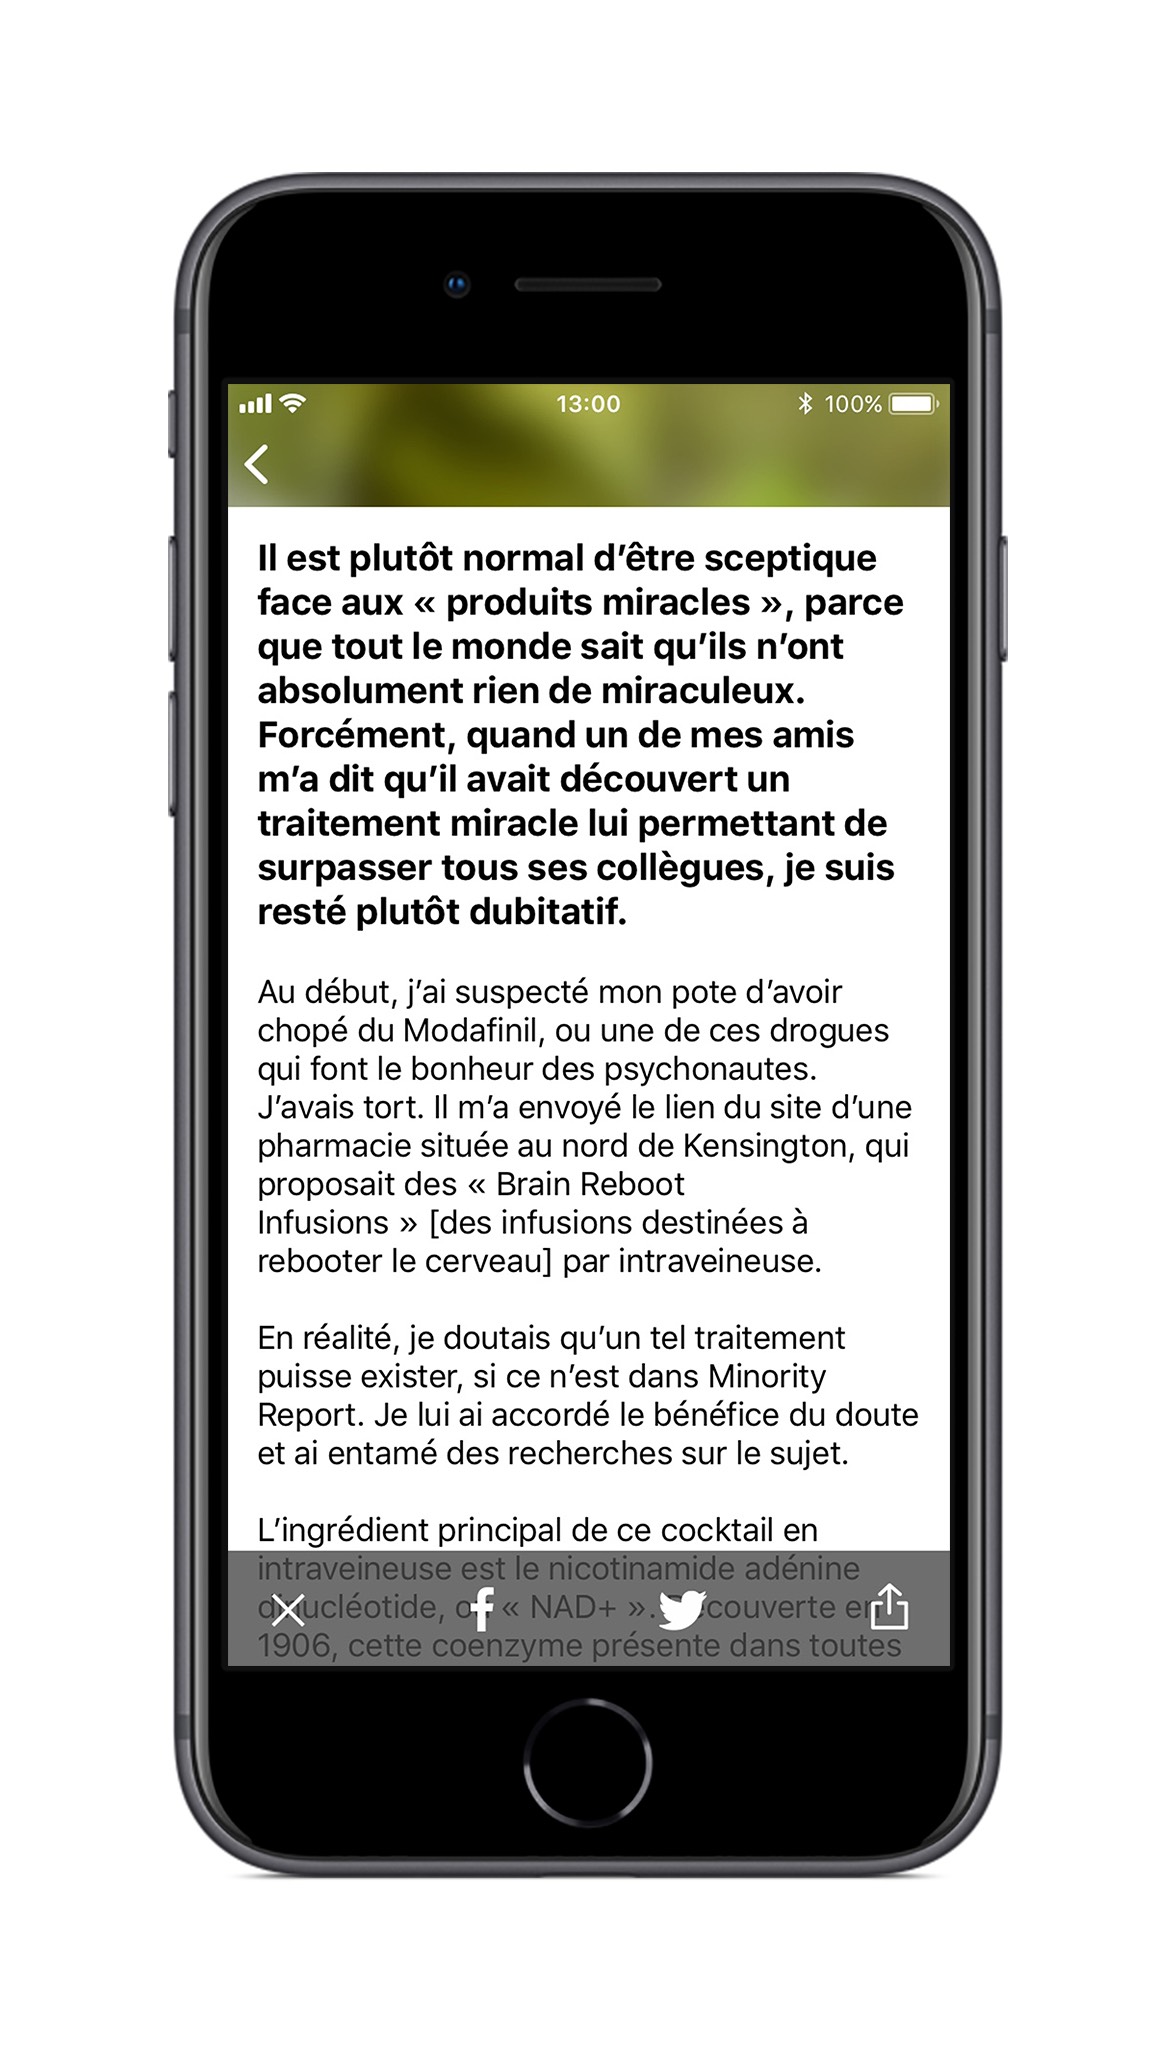 13:00
100%
Il est plutôt normal d’être sceptique
face aux « produits miracles », parce
que tout le monde sait qu’ils n’ont
absolument rien de miraculeux.
Forcément, quand un de mes amis
m’a dit qu’il avait découvert un
traitement miracle lui permettant de
surpasser tous ses collègues, je suis
resté plutôt dubitatif.
Au début, j’ai suspecté mon pote d’avoir
chopé du Modafinil, ou une de ces drogues
qui font le bonheur des psychonautes.
J’avais tort. Il m’a envoyé le lien du site d’une
pharmacie située au nord de Kensington, qui
proposait des « Brain Reboot
Infusions » [des infusions destinées à
rebooter le cerveau] par intraveineuse.
En réalité, je doutais qu’un tel traitement
puisse exister, si ce n’est dans Minority
Report. Je lui ai accordé le bénéfice du doute
et ai entamé des recherches sur le sujet.
L’ingrédient principal de ce cocktail en
intraveineuse est le nicotinamide adénine
dinucléotide, ou « NAD+ ». Découverte en
1906, cette coenzyme présente dans toutes